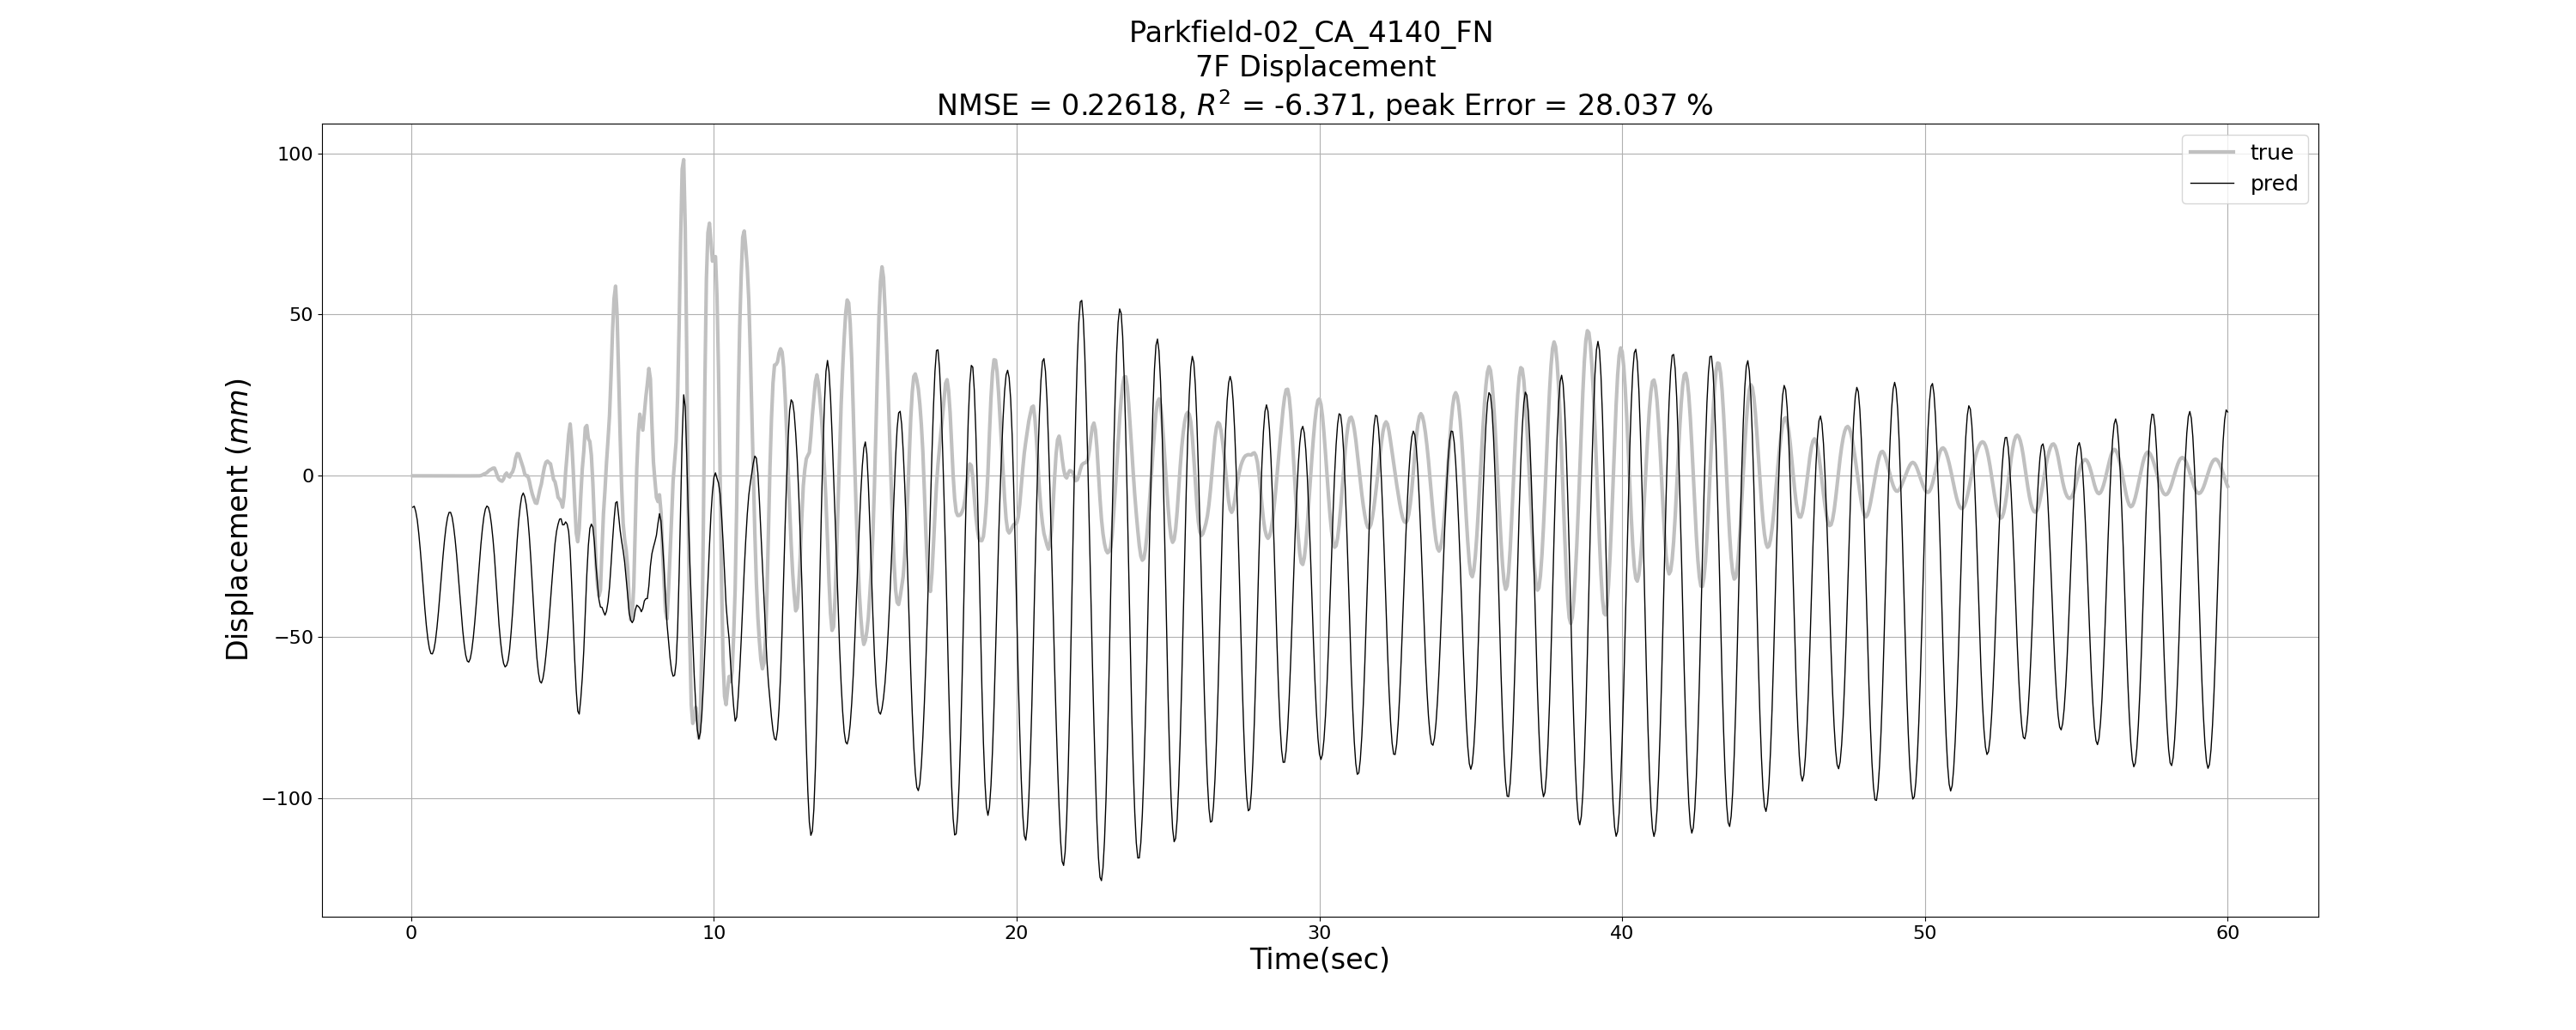 Parkfield-02_CA_4140_FN
7F Displacement
NMSE = 0.22618, R² = -6.371, peak Error = 28.037 %
true
pred
100
50
0
−50
−100
Displacement (mm)
0 10 20 30 40 50 60
Time(sec)